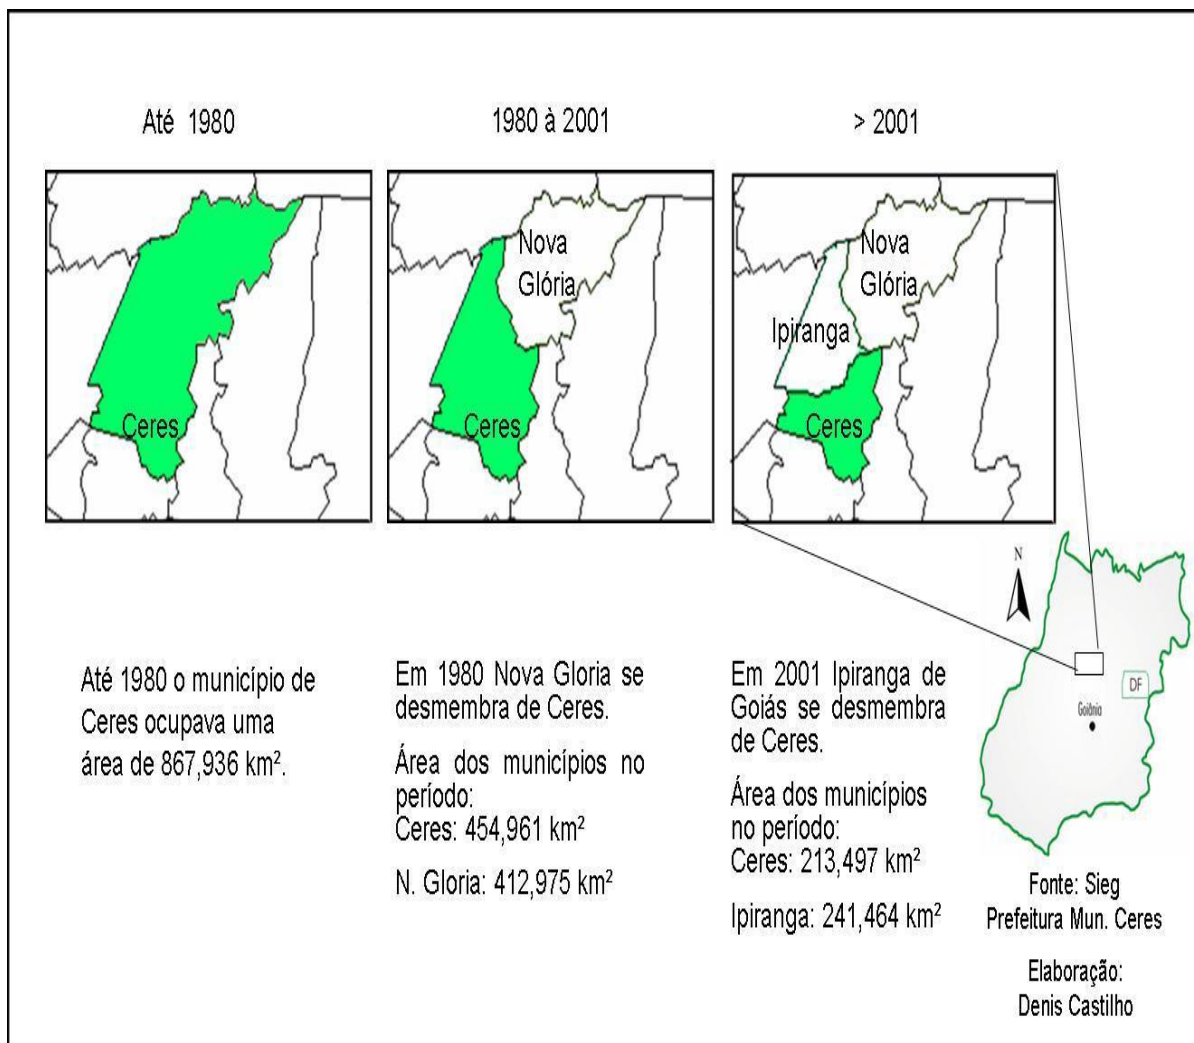 Até 1980
1980 à 2001
> 2001
Ceres
Nova
Glória
Ceres
Nova
Glória
Ipiranga
Ceres
N
DF
Goiânia
Até 1980 o município de
Ceres ocupava uma
área de 867,936 km².
Em 1980 Nova Gloria se
desmembra de Ceres.
Área dos municípios no
período:
Ceres: 454,961 km²
N. Gloria: 412,975 km²
Em 2001 Ipiranga de
Goiás se desmembra
de Ceres.
Área dos municípios
no período:
Ceres: 213,497 km²
Ipiranga: 241,464 km²
Fonte: Sieg
Prefeitura Mun. Ceres
Elaboração:
Denis Castilho